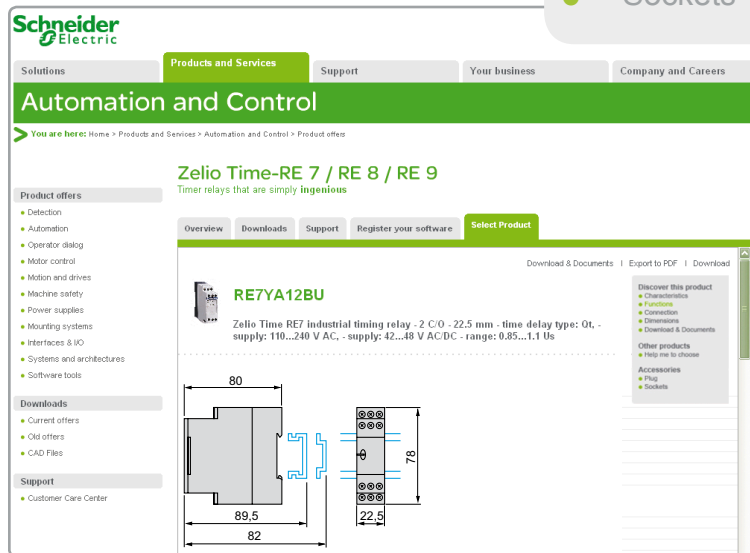 Sockets
Schneider
Electric
Solutions
Products and Services
Support
Your business
Company and Careers
Automation and Control
You are here: Home > Products and Services > Automation and Control > Product offers
Zelio Time-RE 7 / RE 8 / RE 9
Timer relays that are simply ingenious
Product offers
Detection
Automation
Operator dialog
Motor control
Motion and drives
Machine safety
Power supplies
Mounting systems
Interfaces & I/O
Systems and architectures
Software tools
Downloads
Current offers
Old offers
CAD Files
Support
Customer Care Center
Overview
Downloads
Support
Register your software
Select Product
Download & Documents | Export to PDF | Download
RE7YA12BU
Zelio Time RE7 industrial timing relay - 2 C/O - 22.5 mm - time delay type: Qt, -
supply: 110...240 V AC, - supply: 42...48 V AC/DC - range: 0.85...1.1 Us
Discover this product
Characteristics
Functions
Connection
Dimensions
Download & Documents
Other products
Help me to choose
Accessories
Plug
Sockets
80
78
89,5
22,5
82